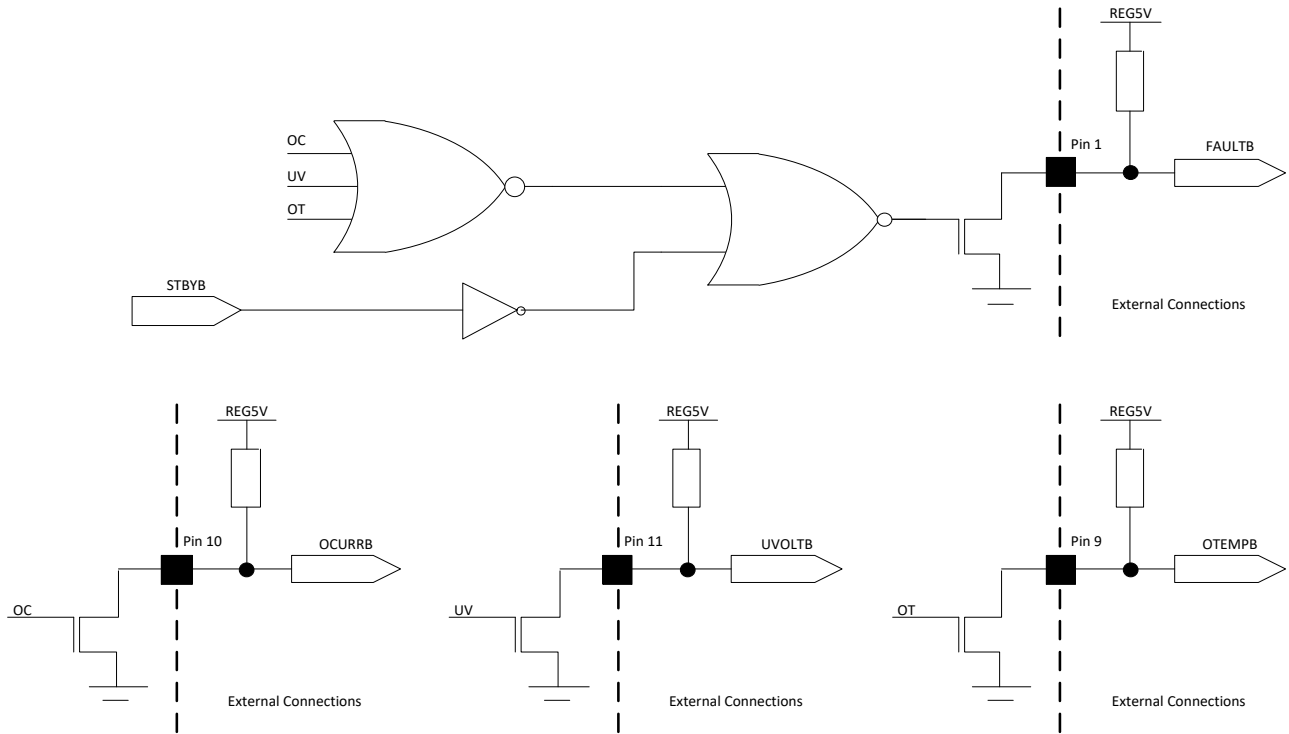 REG5V
Pin 1
FAULTB
OC
UV
OT
STBYB
External Connections
REG5V
Pin 10
OCURRB
OC
External Connections
REG5V
Pin 11
UVOLTB
UV
External Connections
REG5V
Pin 9
OTEMPB
OT
External Connections